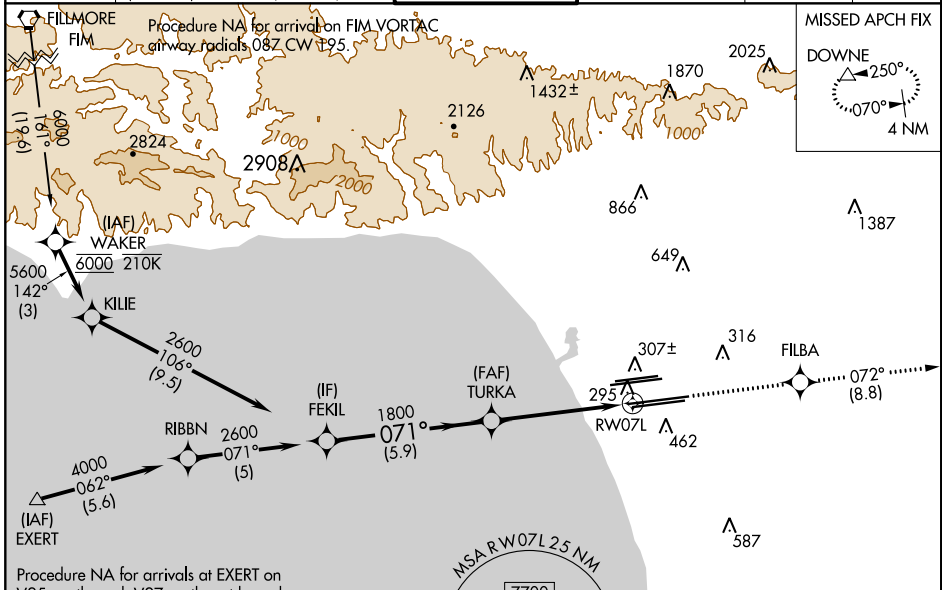 FILLMORE
FIM
Procedure NA for arrival on FIM VORTAC
airway radials 087 CW 195.
MISSED APCH FIX
DOWNE
250°
070°
4 NM
2025
1870
1432±
1000
2126
2824
1000
2908
2000
6000
161°
(19.6)
866
1387
649
(IAF)
WAKER
6000 210K
5600
142°
(3)
KILIE
2600
106°
(9.5)
307±
316
FILBA
295
072°
(8.8)
RW07L
462
(FAF)
TURKA
(IF)
FEKIL
1800
071°
(5.9)
RIBBN
2600
071°
(5)
4000
062°
(5.6)
(IAF)
EXERT
587
MSA RW07L 25 NM
Procedure NA for arrivals at EXERT on